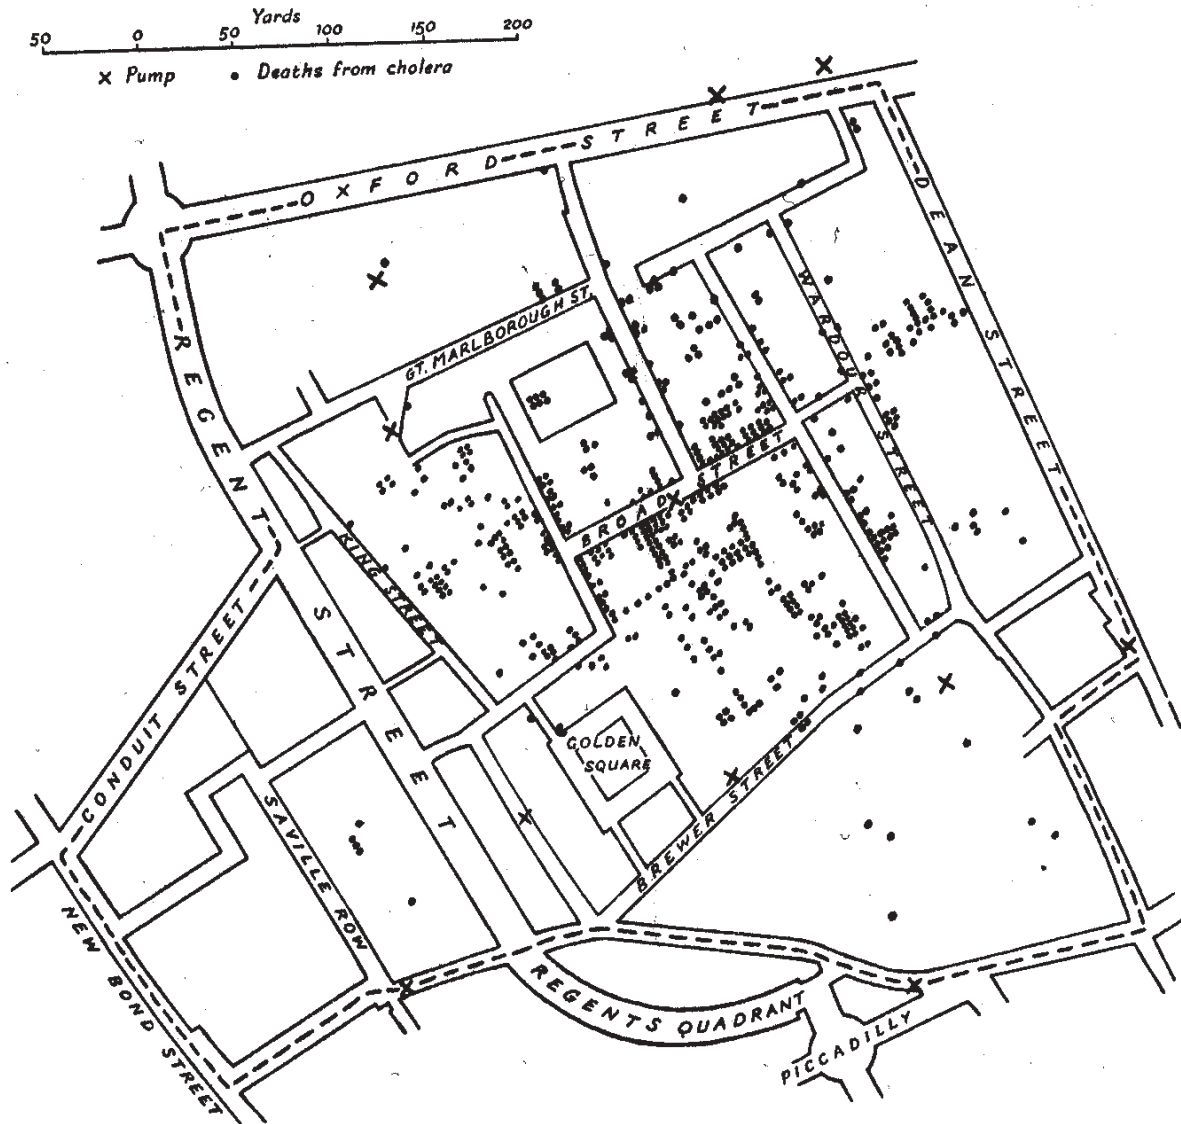 Yards
50 0 50 100 150 200
x Pump • Deaths from cholera
OXFORD STREET
DEAN STREET
REGENT STREET
WARDOUR STREET
GT. MARLBOROUGH ST.
BROAD STREET
KING STREET
CONDUIT STREET
GOLDEN
SQUARE
BREWER STREET
SAVILLE ROW
NEW BOND STREET
REGENTS QUADRANT
PICCADILLY